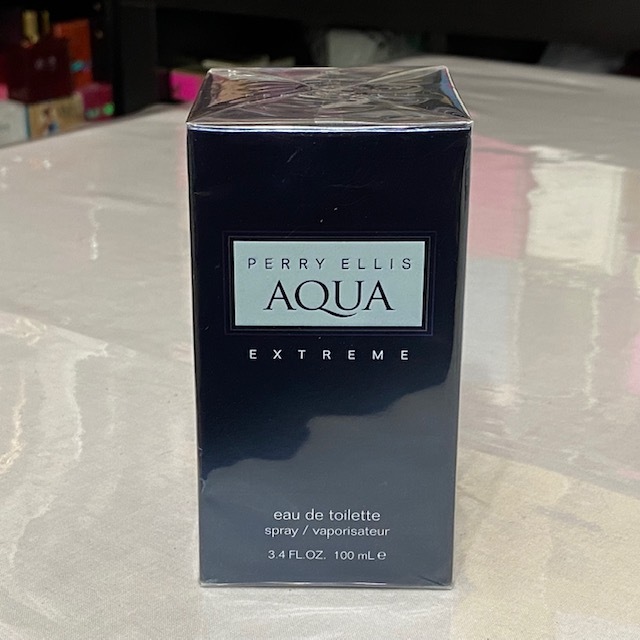 PERRY ELLIS
AQUA
EXTREME
eau de toilette
spray / vaporisateur
3.4 FL.OZ. 100 mL ℮